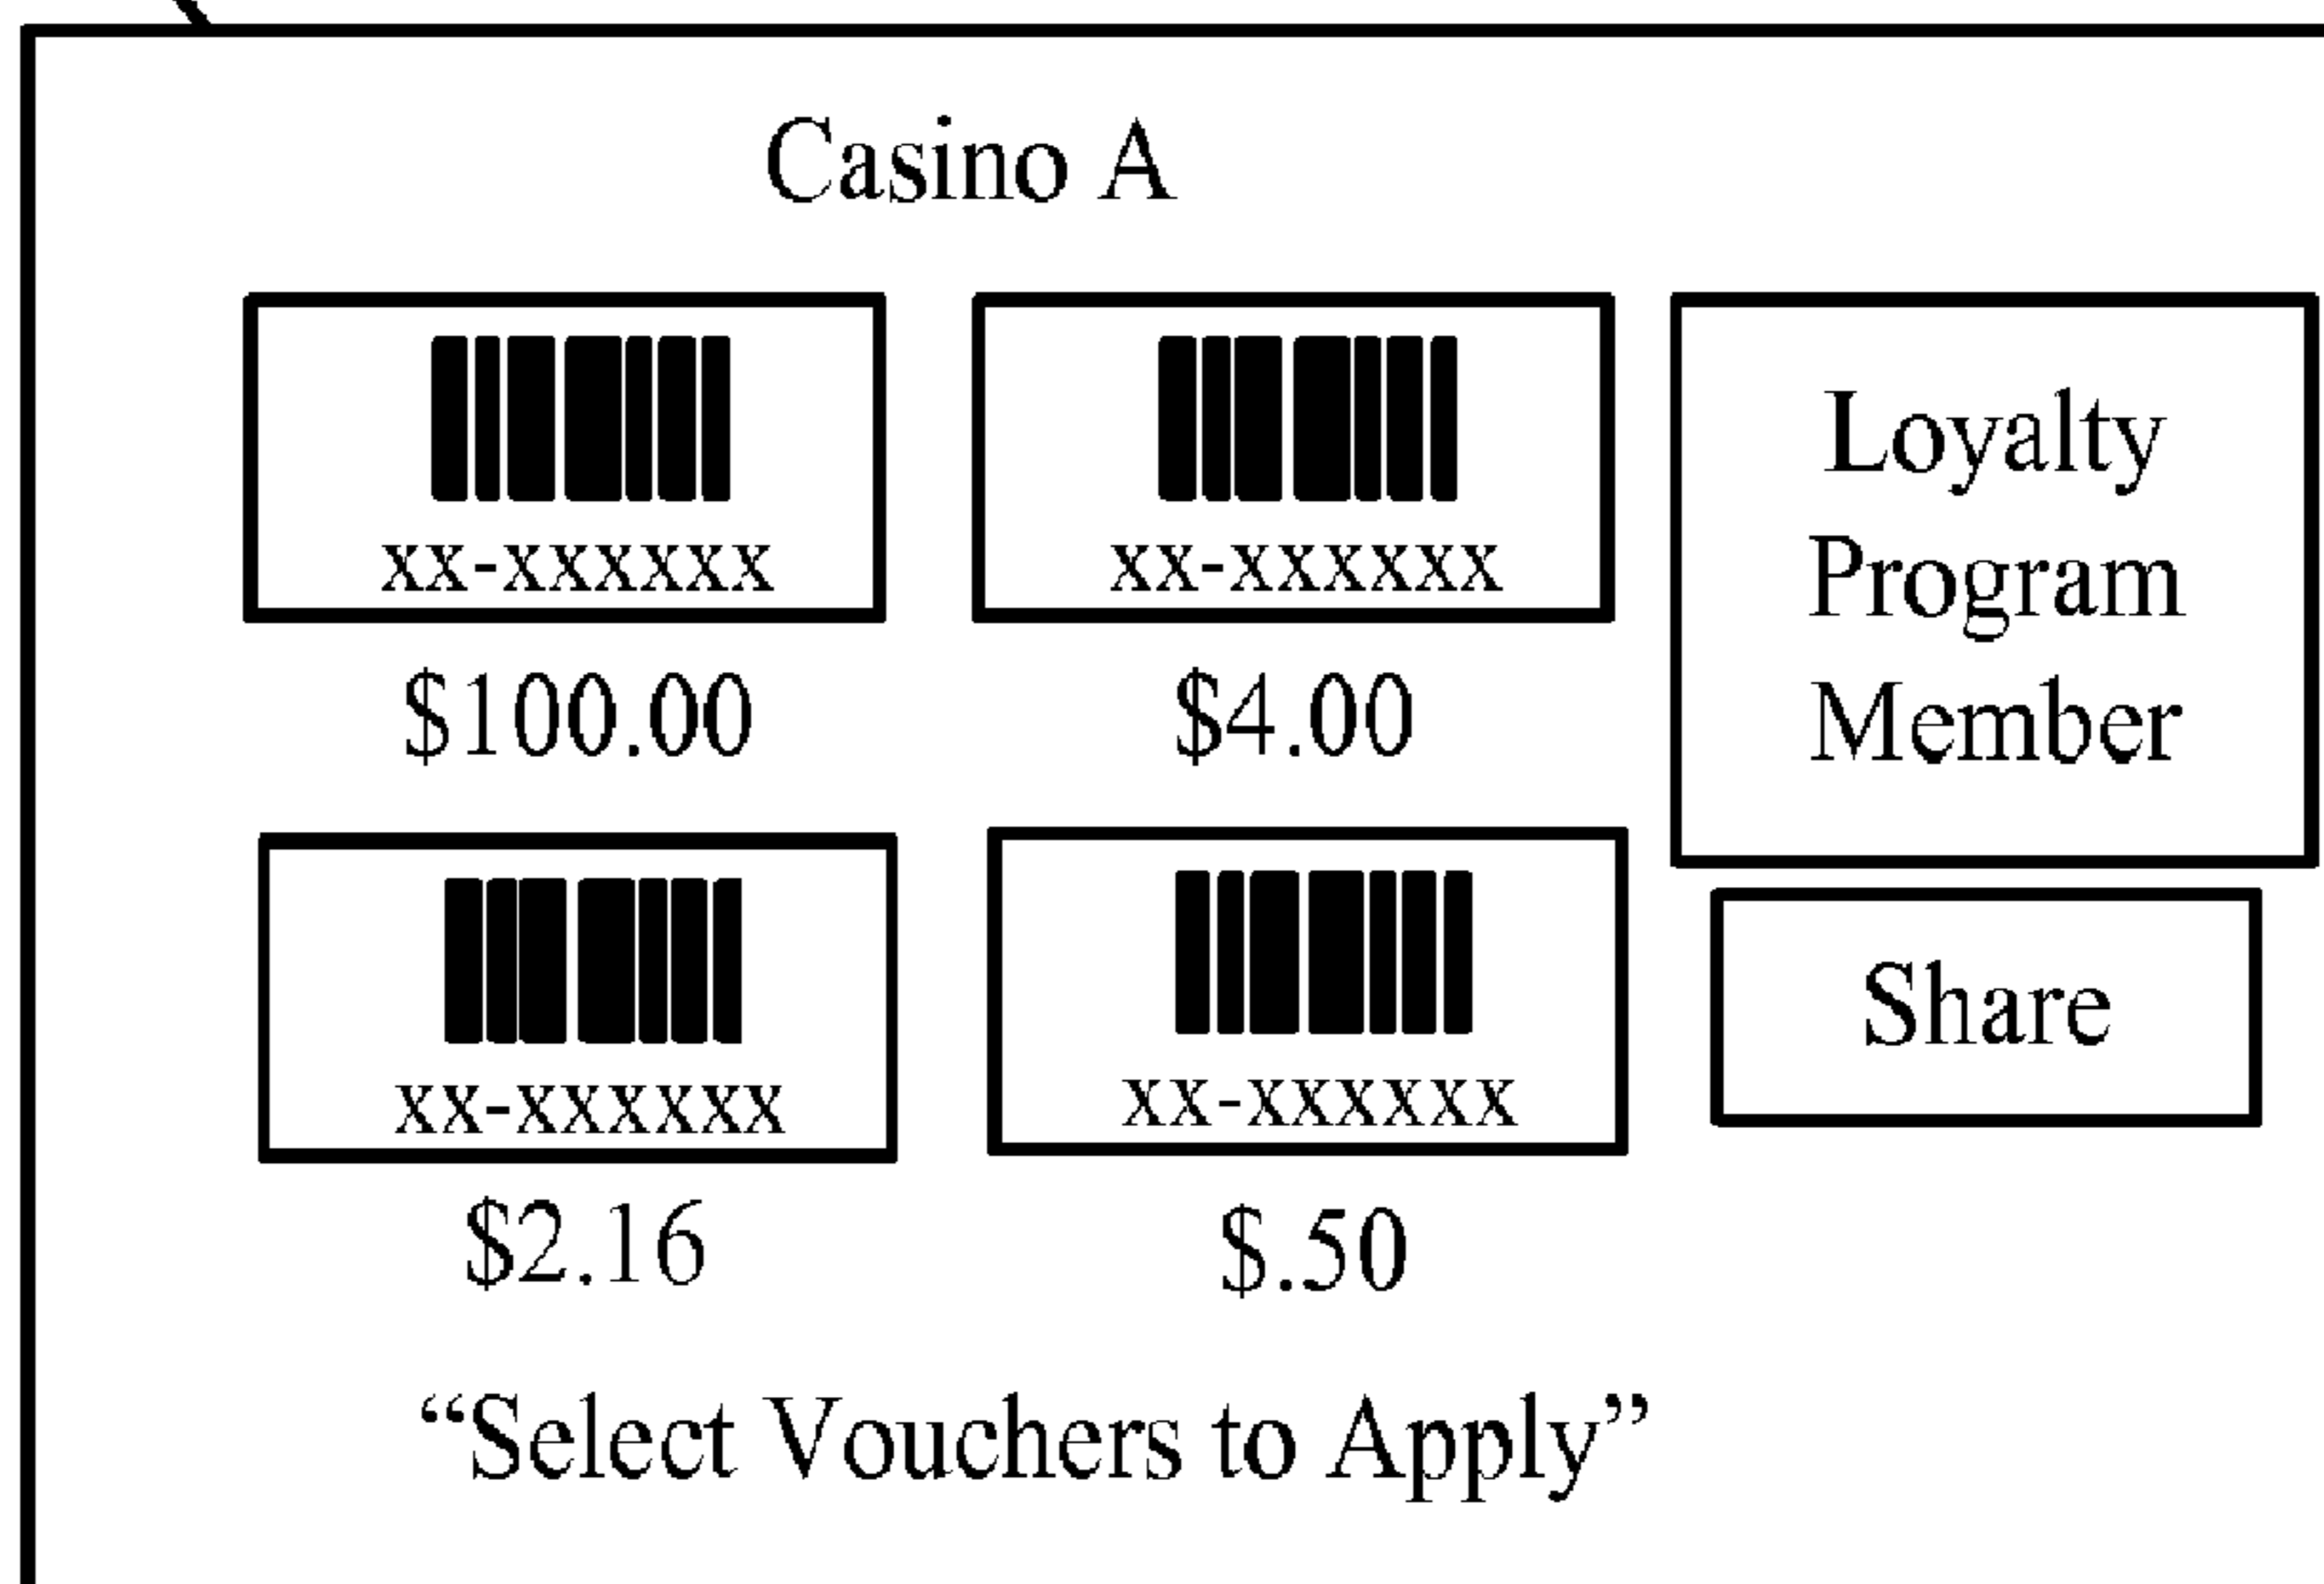 Casino A
xx-xxxxxx xx-xxxxxx
$100.00 $4.00
Loyalty
Program
Member
xx-xxxxxx xx-xxxxxx
$2.16 $.50
Share
“Select Vouchers to Apply”